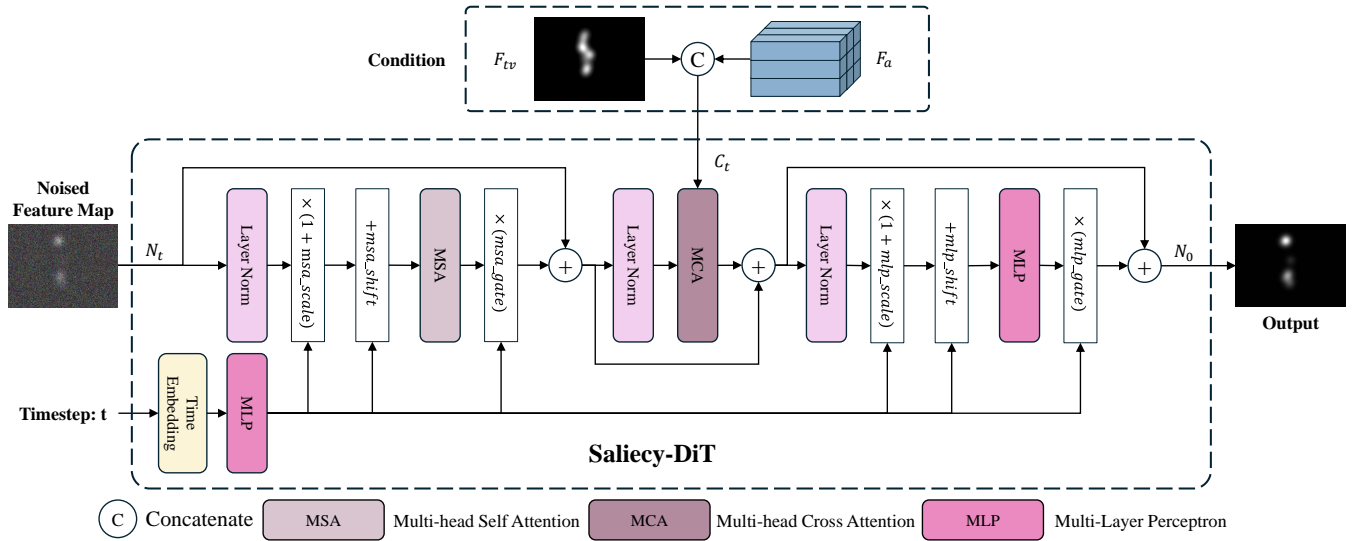 Condition
F_tv
C
F_a
C_t
Noised
Feature Map
N_t
Layer Norm
× (1 + msa_scale)
+msa_shift
MSA
× (msa_gate)
+
Layer Norm
MCA
+
Layer Norm
× (1 + mlp_scale)
+mlp_shift
MLP
× (mlp_gate)
+
N_0
Output
Timestep: t
Time
Embedding
MLP
Saliecy-DiT
C Concatenate
MSA Multi-head Self Attention
MCA Multi-head Cross Attention
MLP Multi-Layer Perceptron